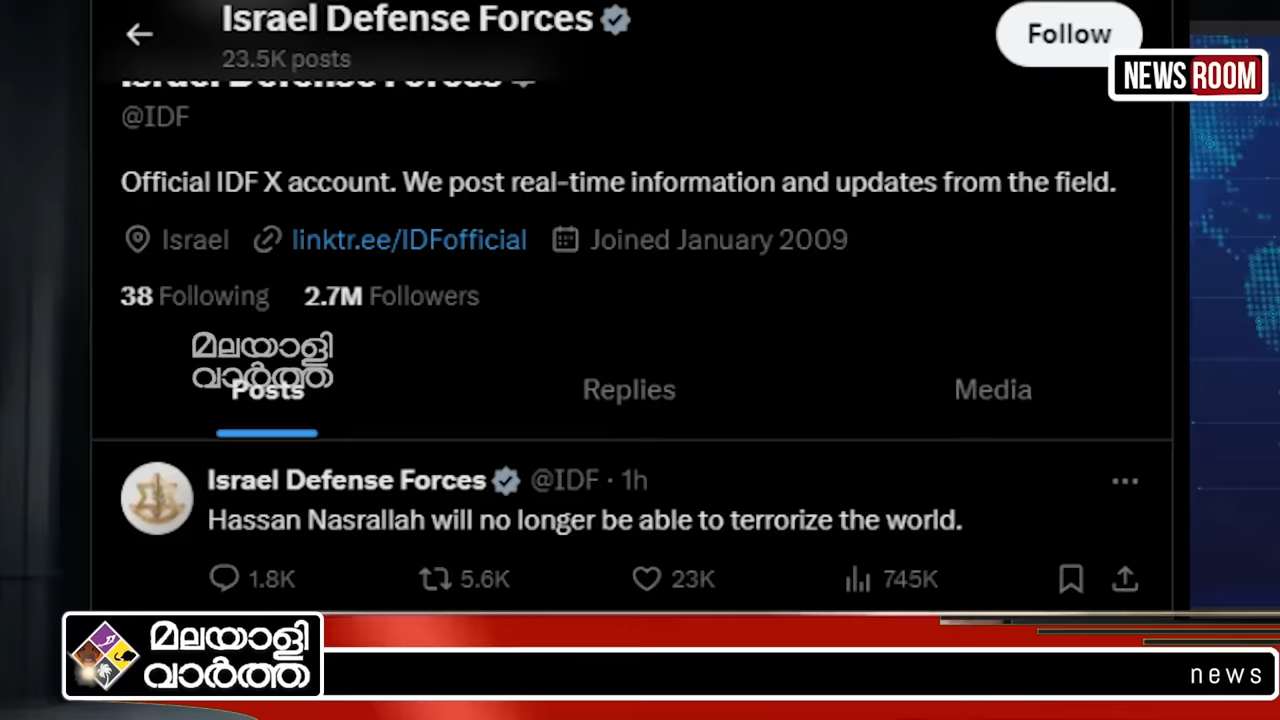 Israel Defense Forces
23.5K posts
Follow
NEWS ROOM
Israel Defense Forces
@IDF
Official IDF X account. We post real-time information and updates from the field.
Israel linktr.ee/IDFofficial Joined January 2009
38 Following 2.7M Followers
മലയാളി
വാർത്ത
Posts Replies Media
Israel Defense Forces @IDF · 1h
Hassan Nasrallah will no longer be able to terrorize the world.
1.8K 5.6K 23K 745K
മലയാളി
വാർത്ത
news